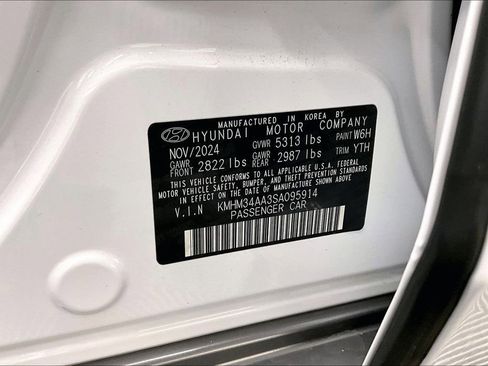 MANUFACTURED IN KOREA BY
HYUNDAI MOTOR COMPANY
NOV/2024 GVWR 5313 lbs PAINT W6H
GAWR FRONT 2822 lbs GAWR REAR 2987 lbs TRIM YTH
THIS VEHICLE CONFORMS TO ALL APPLICABLE U.S.A. FEDERAL
MOTOR VEHICLE SAFETY, BUMPER, AND THEFT PREVENTION STANDARDS
IN EFFECT ON THE DATE OF MANUFACTURE SHOWN ABOVE.
V.I.N KMHM34AA3SA095914
PASSENGER CAR